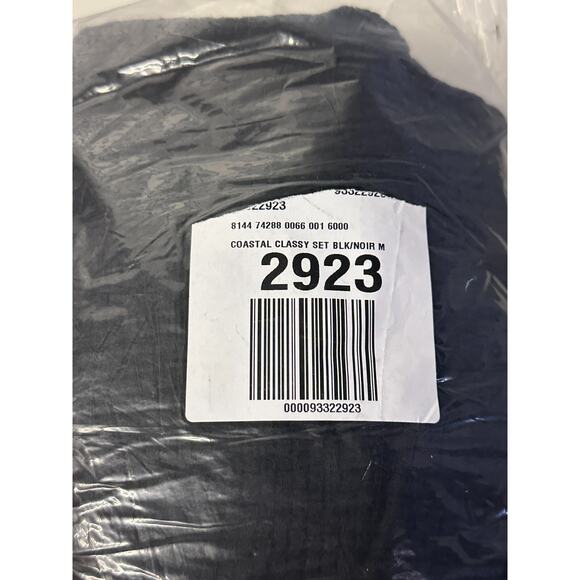 22923
8144 74288 0066 001 6000
COASTAL CLASSY SET BLK/NOIR M
2923
000093322923